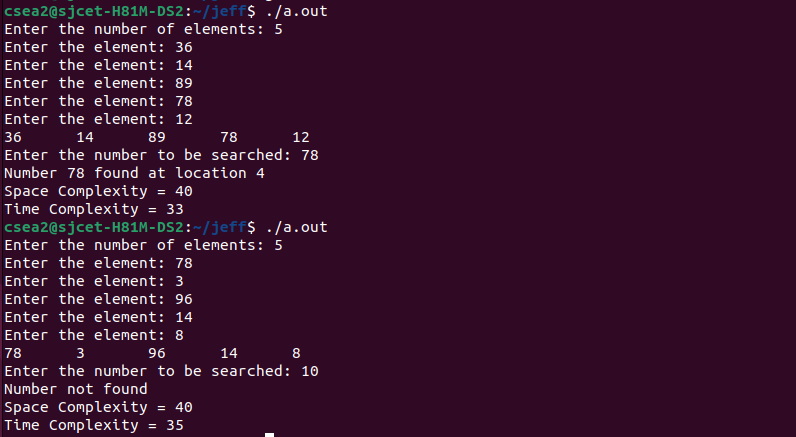 csea2@sjcet-H81M-DS2:~/jeff$ ./a.out
Enter the number of elements: 5
Enter the element: 36
Enter the element: 14
Enter the element: 89
Enter the element: 78
Enter the element: 12
36      14      89      78      12
Enter the number to be searched: 78
Number 78 found at location 4
Space Complexity = 40
Time Complexity = 33
csea2@sjcet-H81M-DS2:~/jeff$ ./a.out
Enter the number of elements: 5
Enter the element: 78
Enter the element: 3
Enter the element: 96
Enter the element: 14
Enter the element: 8
78      3       96      14      8
Enter the number to be searched: 10
Number not found
Space Complexity = 40
Time Complexity = 35